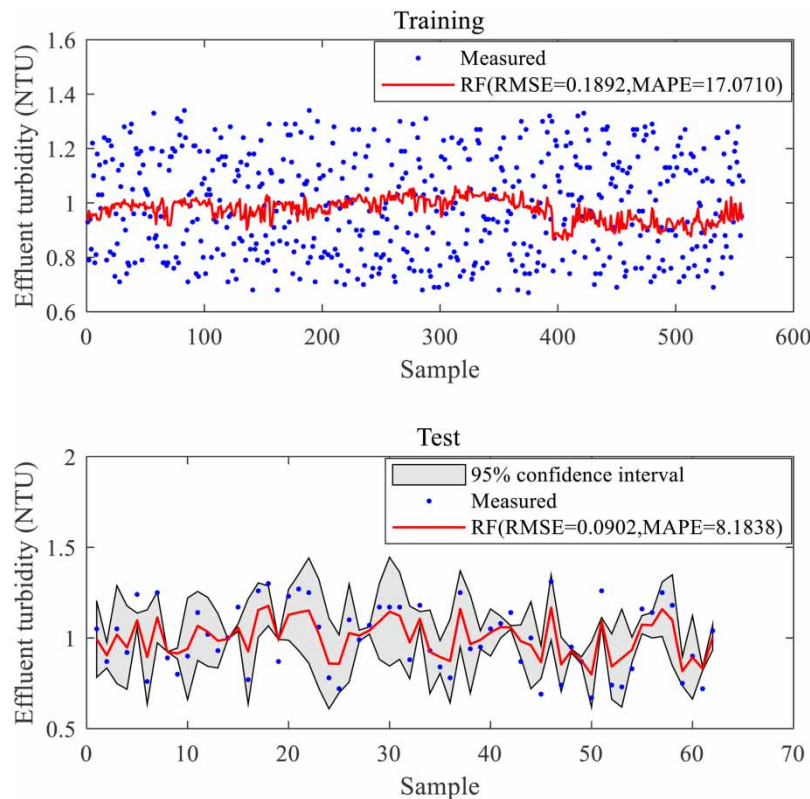 Training
1.6
1.4
1.2
1
0.8
0.6
Effluent turbidity (NTU)
Measured
RF(RMSE=0.1892,MAPE=17.0710)
0 100 200 300 400 500 600
Sample
Test
2
1.5
1
0.5
Effluent turbidity (NTU)
95% confidence interval
Measured
RF(RMSE=0.0902,MAPE=8.1838)
0 10 20 30 40 50 60 70
Sample